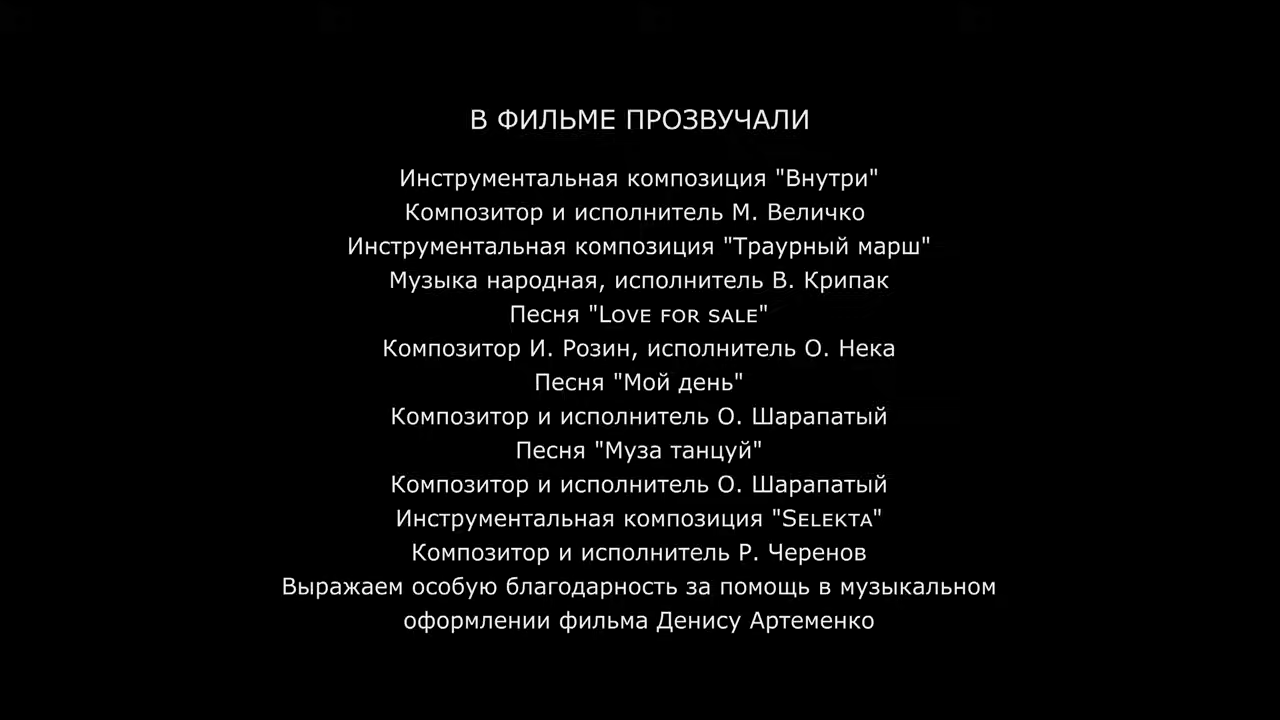 В ФИЛЬМЕ ПРОЗВУЧАЛИ
Инструментальная композиция "Внутри"
Композитор и исполнитель М. Величко
Инструментальная композиция "Траурный марш"
Музыка народная, исполнитель В. Крипак
Песня "Love for sale"
Композитор И. Розин, исполнитель О. Нека
Песня "Мой день"
Композитор и исполнитель О. Шарапатый
Песня "Муза танцуй"
Композитор и исполнитель О. Шарапатый
Инструментальная композиция "Selekta"
Композитор и исполнитель Р. Черенов
Выражаем особую благодарность за помощь в музыкальном
оформлении фильма Денису Артеменко